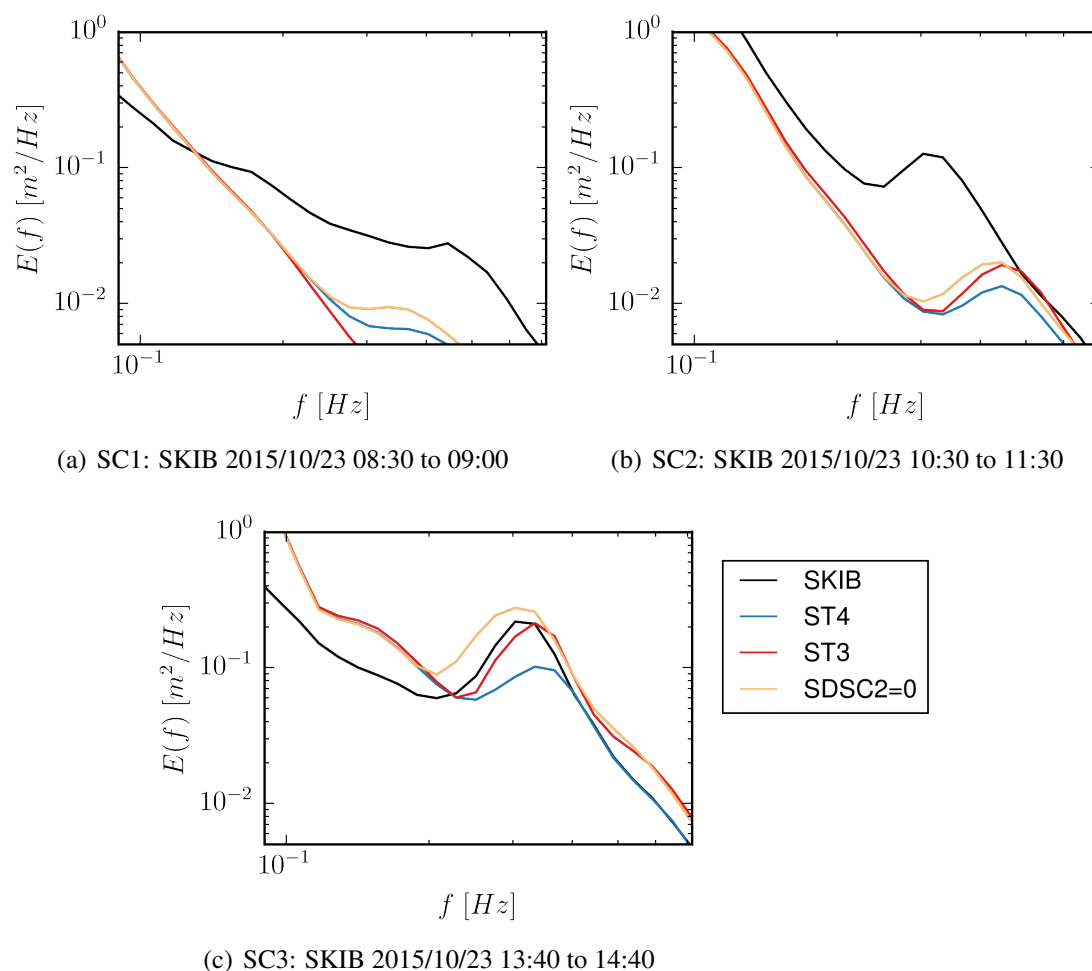 10^0
10^-1
10^-2
E(f) [m^2/Hz]
10^-1
f [Hz]
(a) SC1: SKIB 2015/10/23 08:30 to 09:00
10^0
10^-1
10^-2
E(f) [m^2/Hz]
10^-1
f [Hz]
(b) SC2: SKIB 2015/10/23 10:30 to 11:30
10^0
10^-1
10^-2
E(f) [m^2/Hz]
10^-1
f [Hz]
(c) SC3: SKIB 2015/10/23 13:40 to 14:40
SKIB
ST4
ST3
SDSC2=0